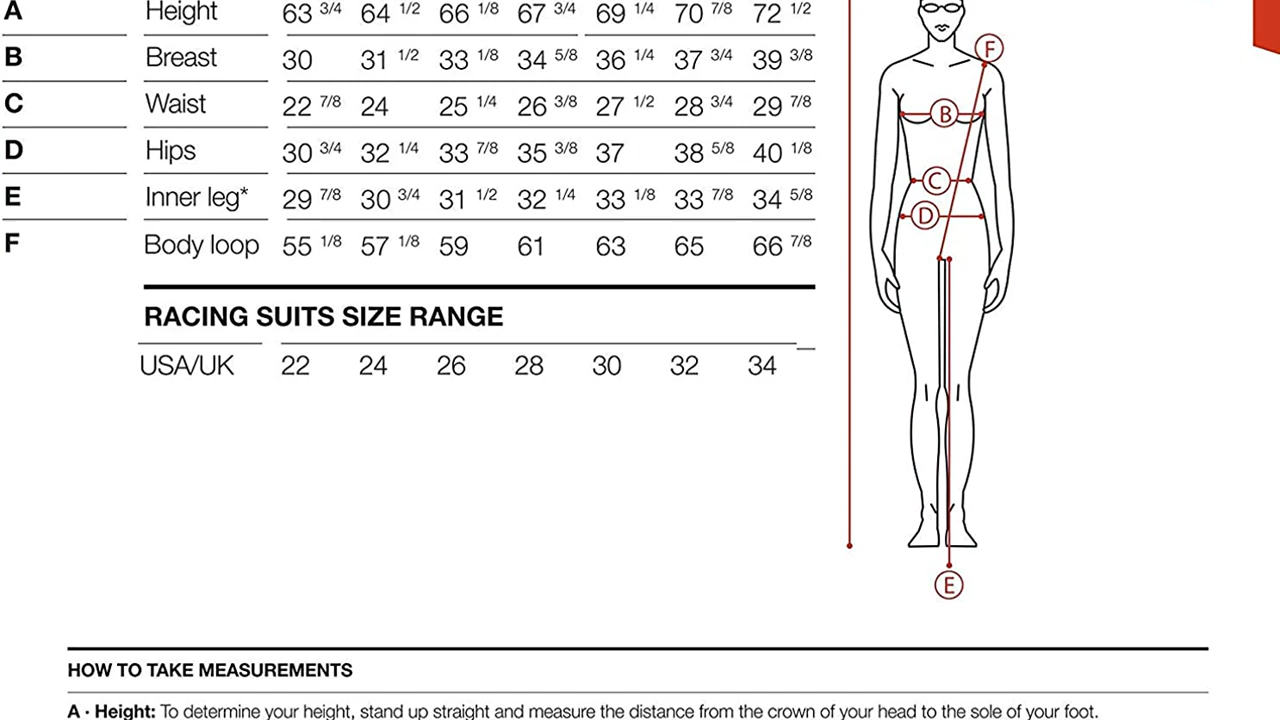 A Height 63 3/4 64 1/2 66 1/8 67 3/4 69 1/4 70 7/8 72 1/2
B Breast 30 31 1/2 33 1/8 34 5/8 36 1/4 37 3/4 39 3/8
C Waist 22 7/8 24 25 1/4 26 3/8 27 1/2 28 3/4 29 7/8
D Hips 30 3/4 32 1/4 33 7/8 35 3/8 37 38 5/8 40 1/8
E Inner leg* 29 7/8 30 3/4 31 1/2 32 1/4 33 1/8 33 7/8 34 5/8
F Body loop 55 1/8 57 1/8 59 61 63 65 66 7/8
RACING SUITS SIZE RANGE
USA/UK 22 24 26 28 30 32 34
F
B
C
D
E
HOW TO TAKE MEASUREMENTS
A · Height: To determine your height, stand up straight and measure the distance from the crown of your head to the sole of your foot.